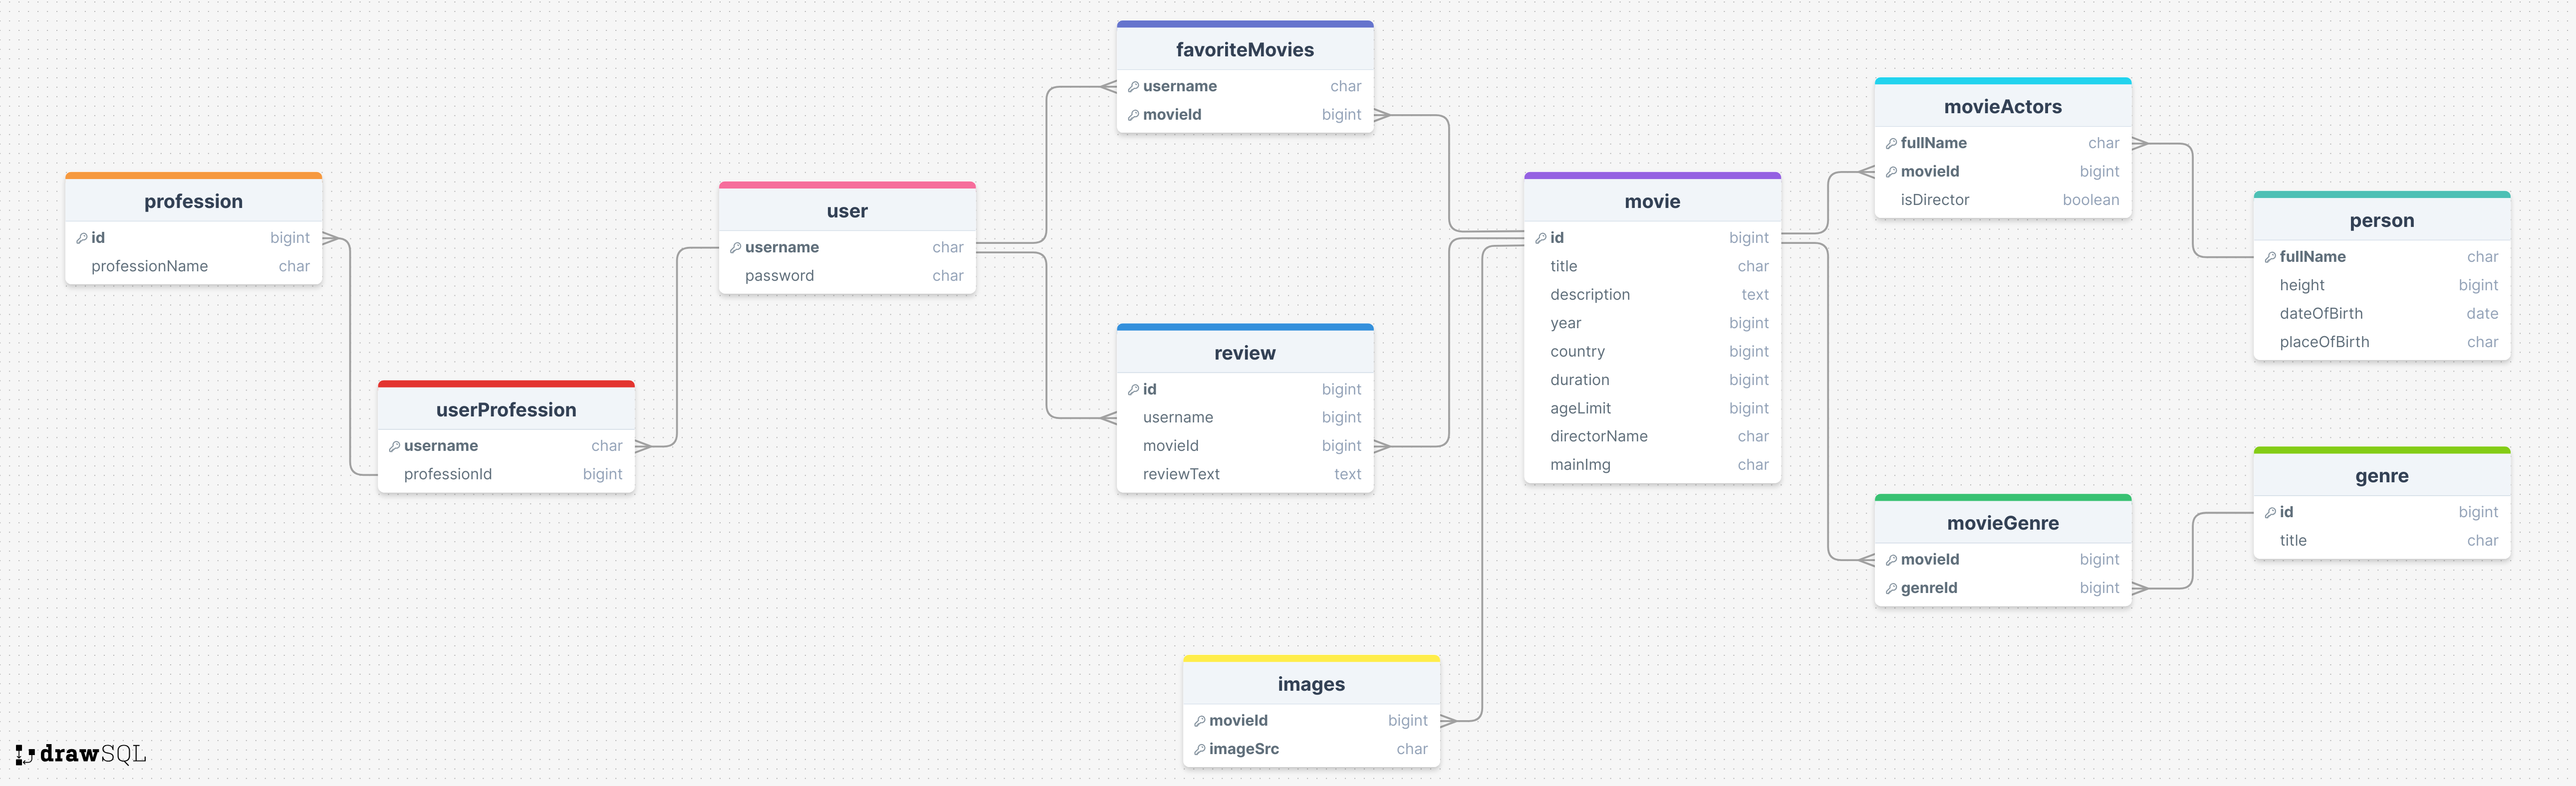 favoriteMovies
username char
movieId bigint
movieActors
fullName char
movieId bigint
isDirector boolean
profession
id bigint
professionName char
user
username char
password char
movie
id bigint
title char
description text
year bigint
country bigint
duration bigint
ageLimit bigint
directorName char
mainImg char
person
fullName char
height bigint
dateOfBirth date
placeOfBirth char
review
id bigint
username bigint
movieId bigint
reviewText text
userProfession
username char
professionId bigint
genre
id bigint
title char
movieGenre
movieId bigint
genreId bigint
images
movieId bigint
imageSrc char
drawSQL